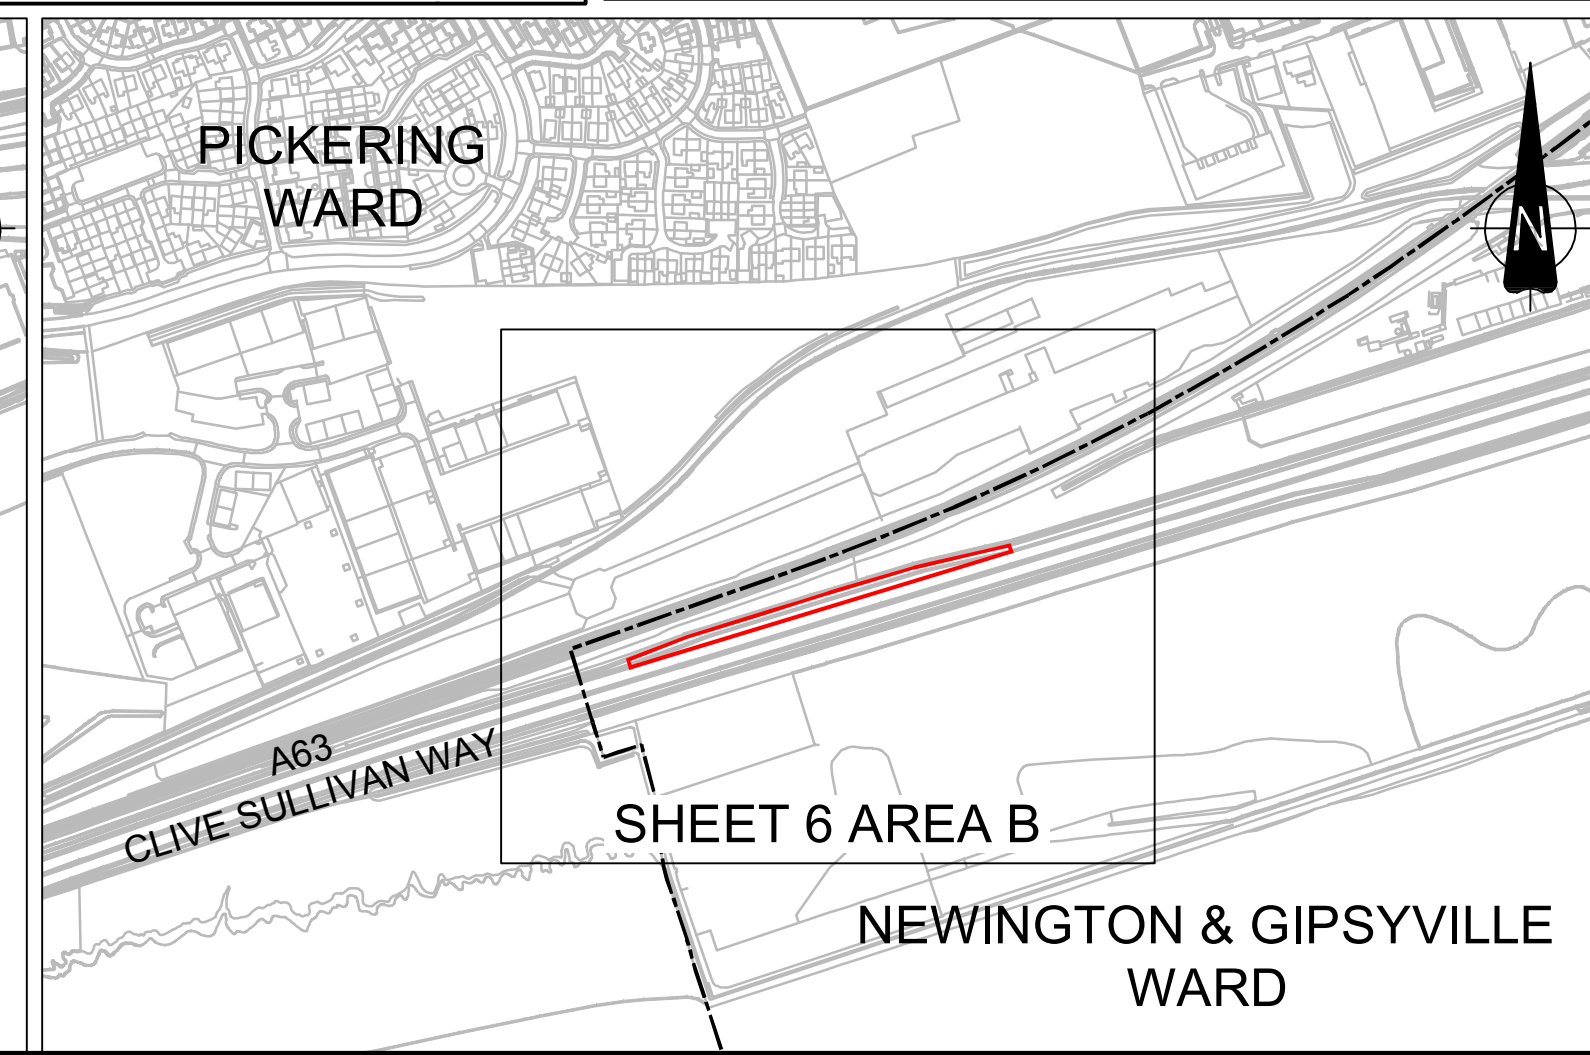 PICKERING
WARD
N
A63
CLIVE SULLIVAN WAY
SHEET 6 AREA B
NEWINGTON & GIPSYVILLE
WARD